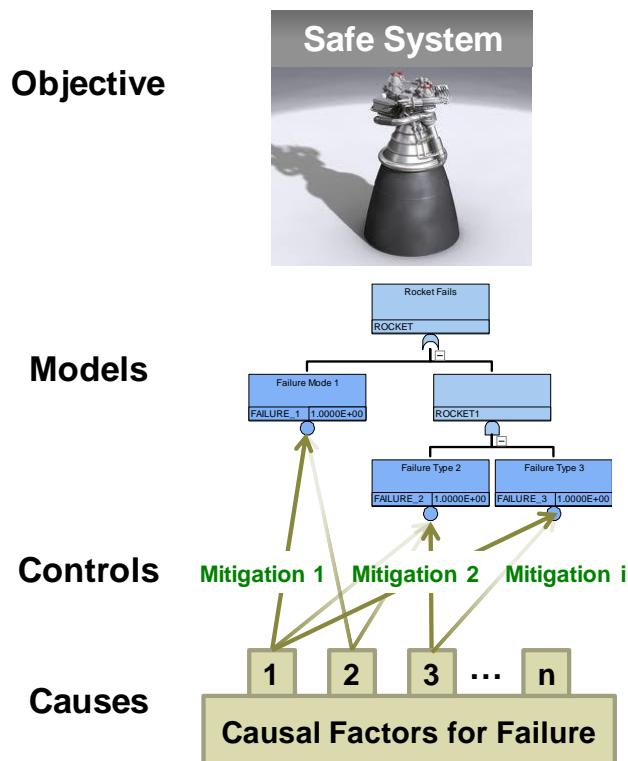 Safe System
Objective
Rocket Fails
ROCKET
Models
Failure Mode 1
FAILURE_1 1.0000E+00
ROCKET1
Failure Type 2
Failure Type 3
FAILURE_2 1.0000E+00
FAILURE_3 1.0000E+00
Controls
Mitigation 1 Mitigation 2 Mitigation i
1 2 3 ... n
Causes
Causal Factors for Failure